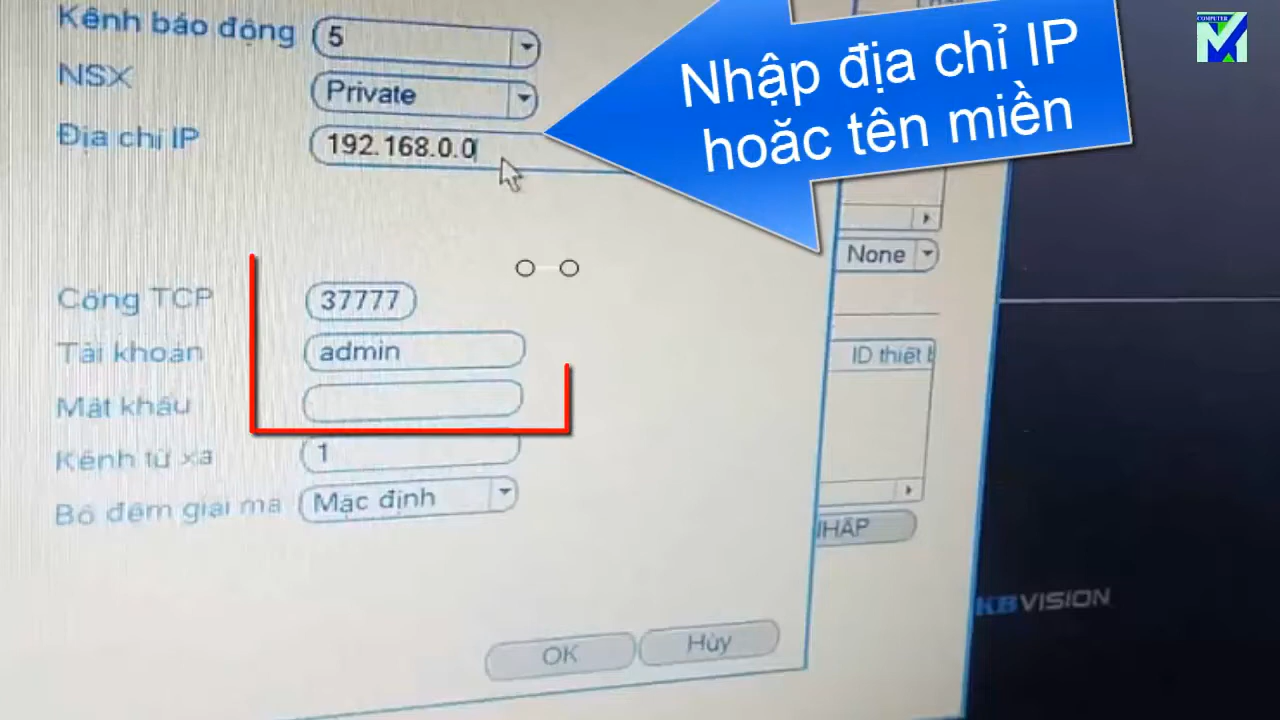 Kênh báo động 5
NSX Private
Địa chỉ IP 192.168.0.0
Nhập địa chỉ IP
hoăc tên miền
COMPUTER
None
Cổng TCP 37777
Tài khoản admin
ID thiết
Mật khẩu
Kênh từ xa 1
Bộ đệm giải mã Mặc định
NHẬP
KBVISION
OK Hủy